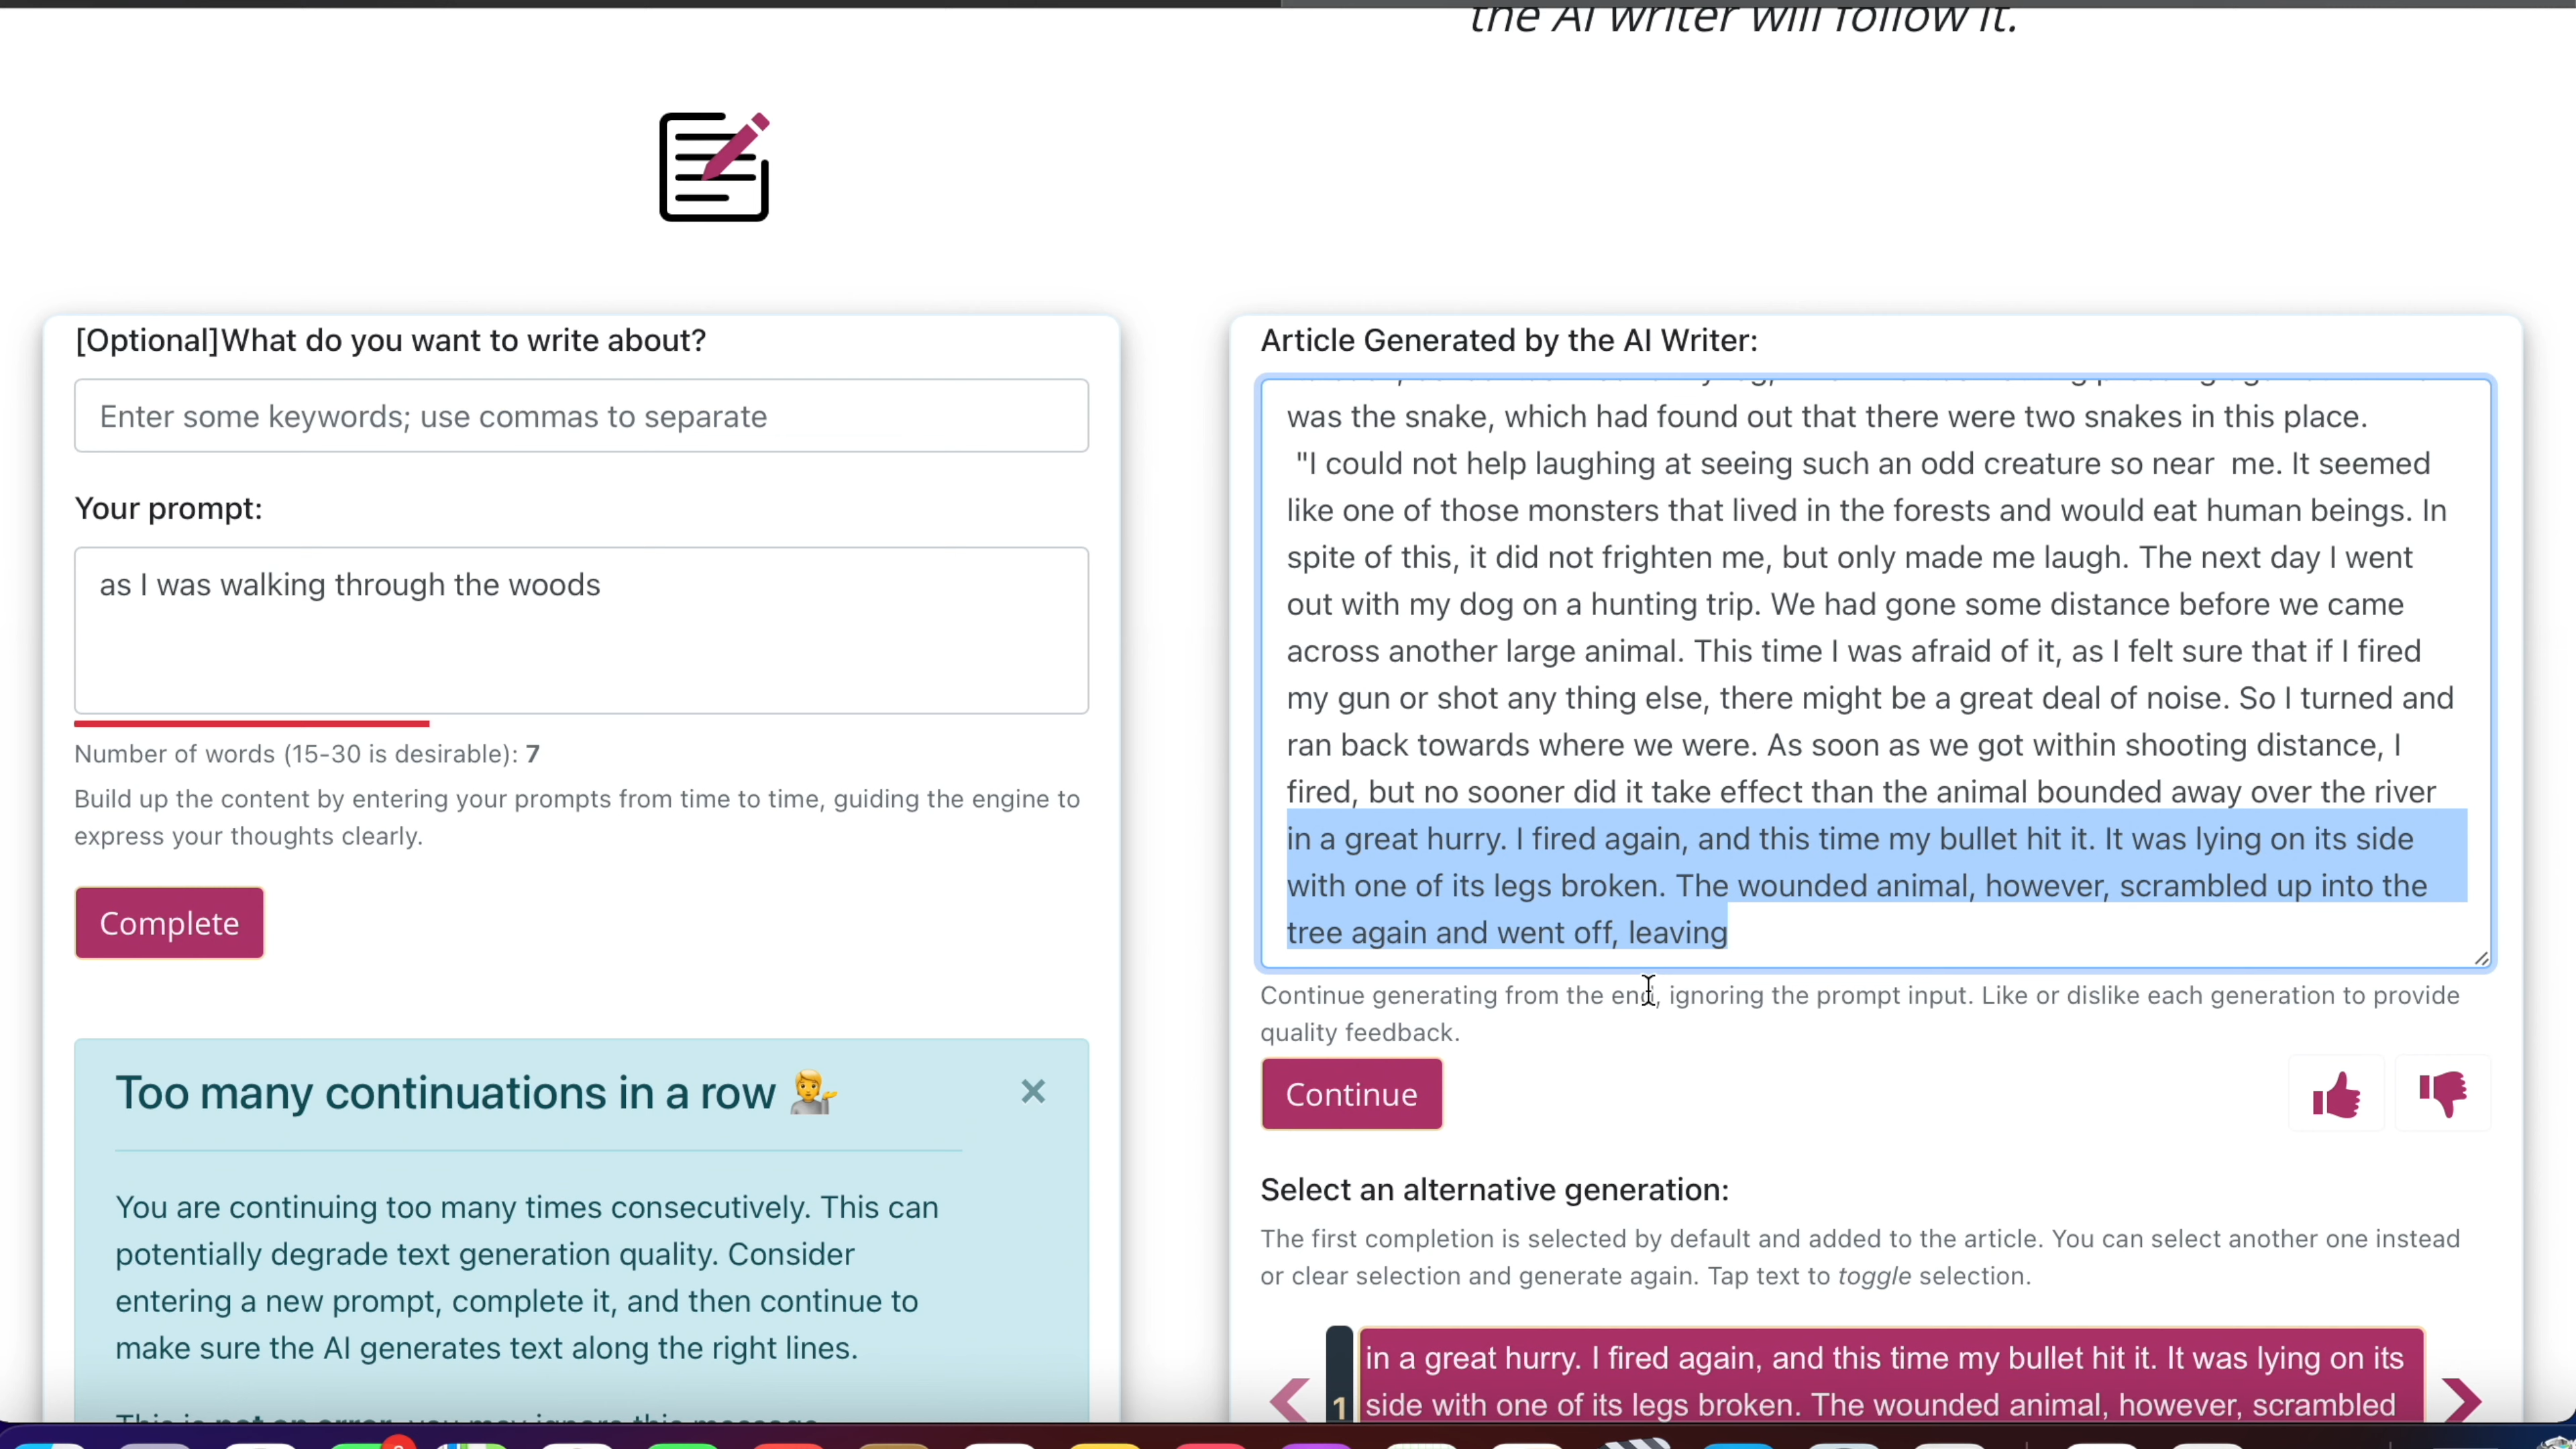 the AI writer will follow it.
[Optional]What do you want to write about?
Enter some keywords; use commas to separate
Your prompt:
as I was walking through the woods
Number of words (15-30 is desirable): 7
Build up the content by entering your prompts from time to time, guiding the engine to
express your thoughts clearly.
Complete
Too many continuations in a row
×
You are continuing too many times consecutively. This can
potentially degrade text generation quality. Consider
entering a new prompt, complete it, and then continue to
make sure the AI generates text along the right lines.
This is not an error, you may ignore this message
Article Generated by the AI Writer:
was the snake, which had found out that there were two snakes in this place.
"I could not help laughing at seeing such an odd creature so near  me. It seemed
like one of those monsters that lived in the forests and would eat human beings. In
spite of this, it did not frighten me, but only made me laugh. The next day I went
out with my dog on a hunting trip. We had gone some distance before we came
across another large animal. This time I was afraid of it, as I felt sure that if I fired
my gun or shot any thing else, there might be a great deal of noise. So I turned and
ran back towards where we were. As soon as we got within shooting distance, I
fired, but no sooner did it take effect than the animal bounded away over the river
in a great hurry. I fired again, and this time my bullet hit it. It was lying on its side
with one of its legs broken. The wounded animal, however, scrambled up into the
tree again and went off, leaving
Continue generating from the end, ignoring the prompt input. Like or dislike each generation to provide
quality feedback.
Continue
Select an alternative generation:
The first completion is selected by default and added to the article. You can select another one instead
or clear selection and generate again. Tap text to toggle selection.
in a great hurry. I fired again, and this time my bullet hit it. It was lying on its
1 side with one of its legs broken. The wounded animal, however, scrambled